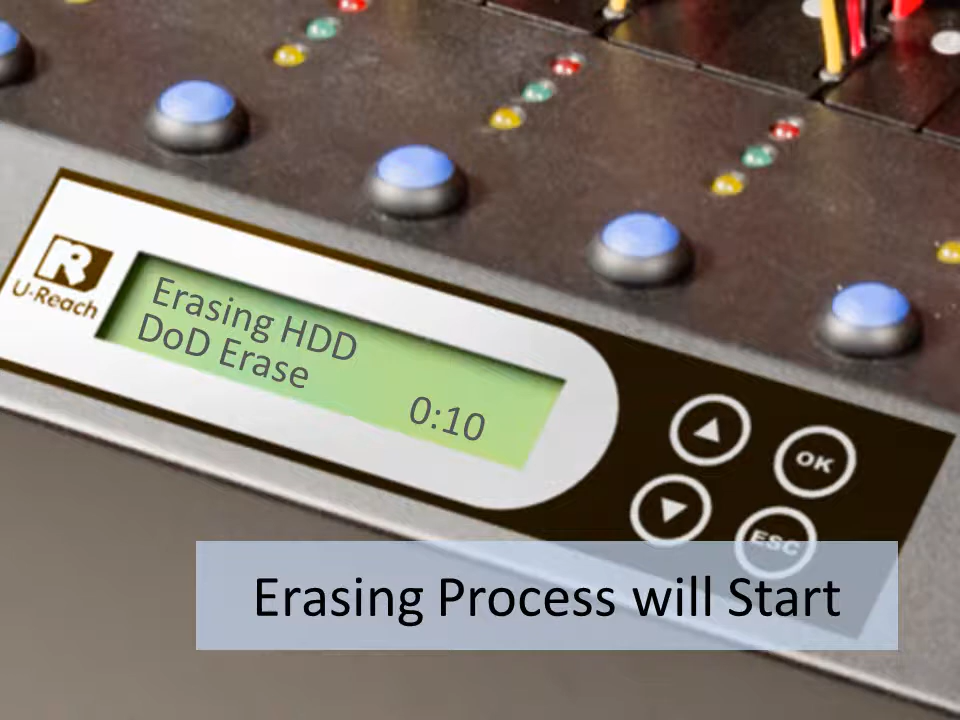 U-Reach
Erasing HDD
DoD Erase
0:10
OK
ESC
Erasing Process will Start